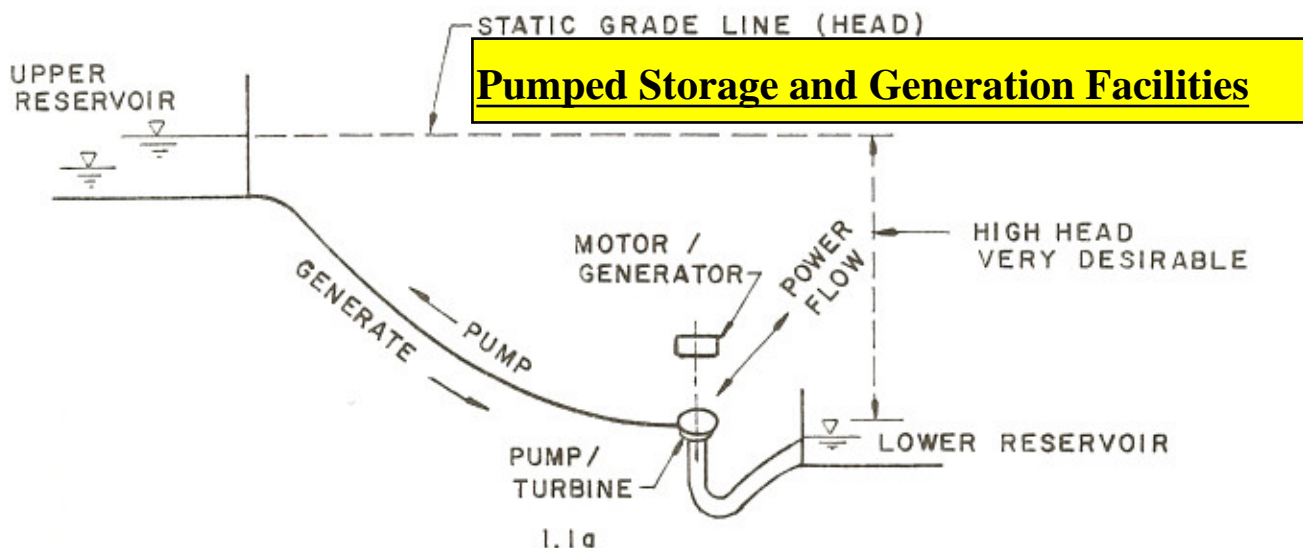 STATIC GRADE LINE (HEAD)
Pumped Storage and Generation Facilities
UPPER
RESERVOIR
MOTOR /
GENERATOR
POWER
FLOW
HIGH HEAD
VERY DESIRABLE
GENERATE
PUMP
PUMP/
TURBINE
LOWER RESERVOIR
1.1a